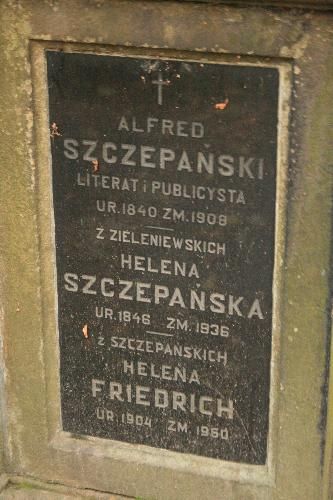 ALFRED
SZCZEPAŃSKI
LITERAT i PUBLICYSTA
UR. 1840 ZM. 1908
Z ZIELENIEWSKICH
HELENA
SZCZEPAŃSKA
UR. 1846 ZM. 1936
Z SZCZEPAŃSKICH
HELENA
FRIEDRICH
UR. 1904 ZM. 1960